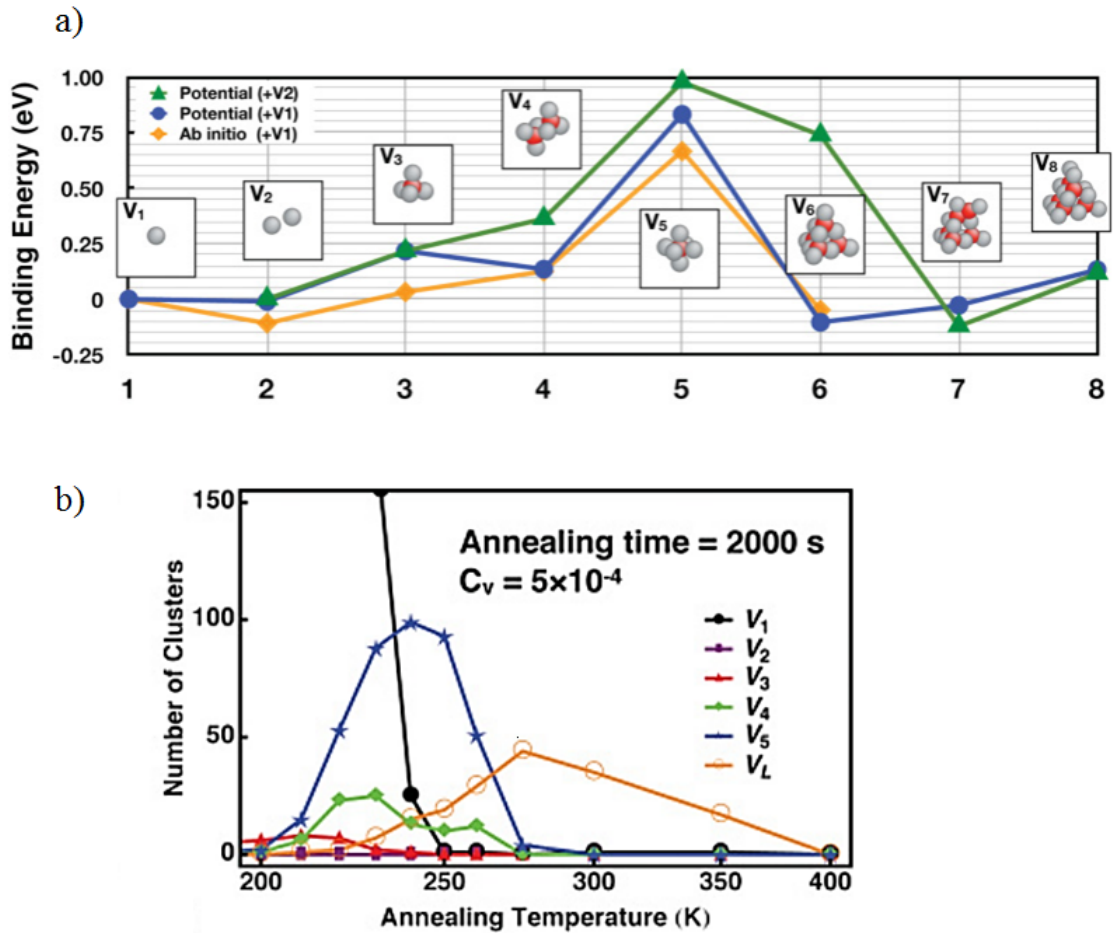 a)
Binding Energy (eV)
1.00
0.75
0.50
0.25
0
-0.25
Potential (+V2)
Potential (+V1)
Ab initio (+V1)
V1
V2
V3
V4
V5
V6
V7
V8
1 2 3 4 5 6 7 8
b)
Number of Clusters
150
100
50
0
Annealing time = 2000 s
Cv = 5×10-4
V1
V2
V3
V4
V5
VL
200 250 300 350 400
Annealing Temperature (K)